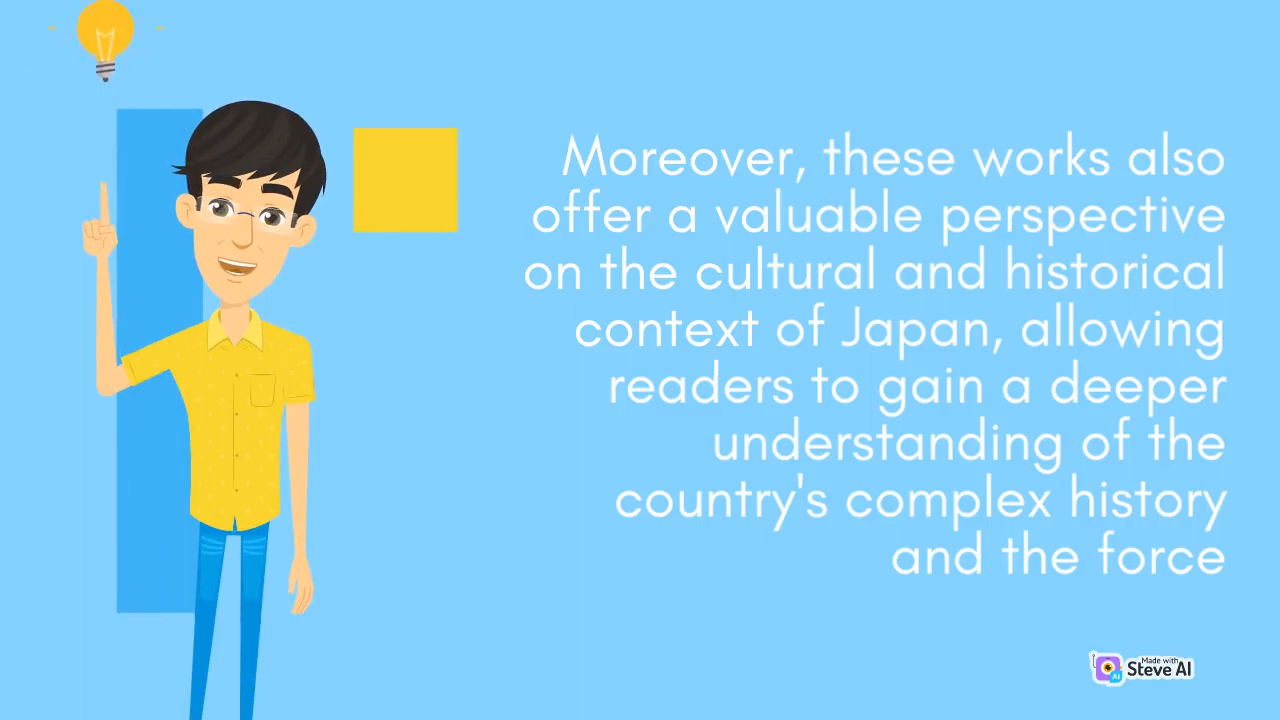 Moreover, these works also
offer a valuable perspective
on the cultural and historical
context of Japan, allowing
readers to gain a deeper
understanding of the
country's complex history
and the force
Made with
Steve AI
AI